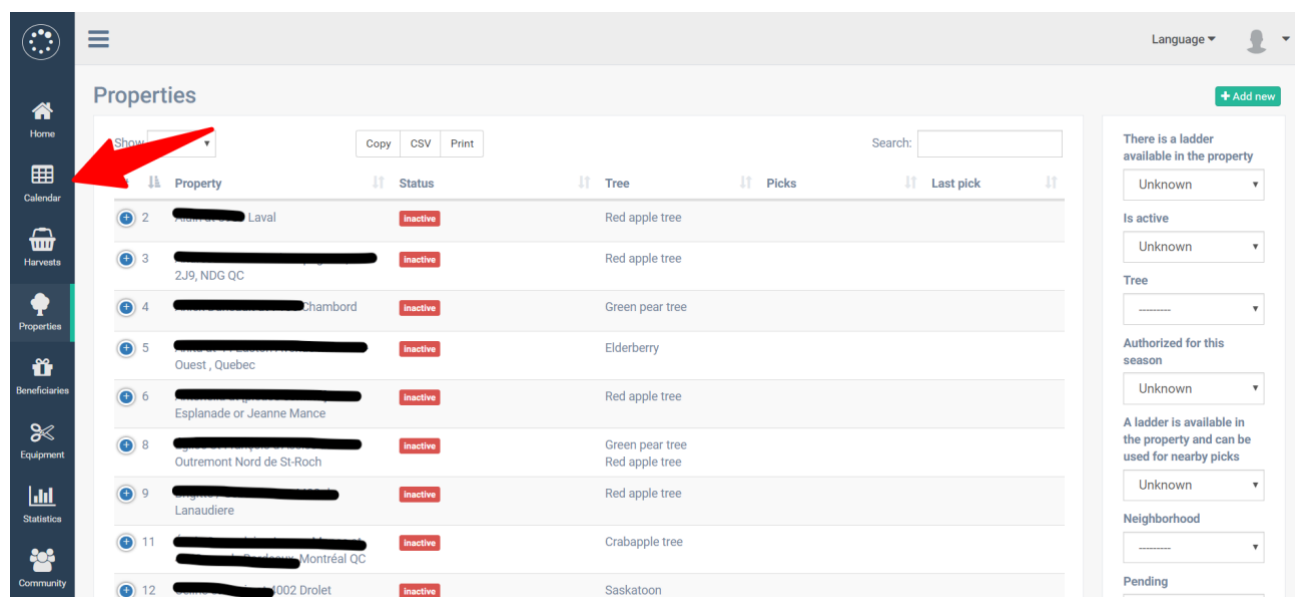 Language
Home
Calendar
Harvests
Properties
Beneficiaries
Equipment
Statistics
Community
Properties
+ Add new
Show
Copy CSV Print
Search:
Property Status Tree Picks Last pick
2 Laval inactive Red apple tree
3 inactive Red apple tree
2J9, NDG QC
4 Chambord inactive Green pear tree
5 inactive Elderberry
Ouest , Quebec
6 inactive Red apple tree
Esplanade or Jeanne Mance
8 inactive Green pear tree
Outremont Nord de St-Roch Red apple tree
9 inactive Red apple tree
Lanaudiere
11 inactive Crabapple tree
Montréal QC
12 4002 Drolet inactive Saskatoon
There is a ladder
available in the property
Unknown
Is active
Unknown
Tree
---------
Authorized for this
season
Unknown
A ladder is available in
the property and can be
used for nearby picks
Unknown
Neighborhood
---------
Pending